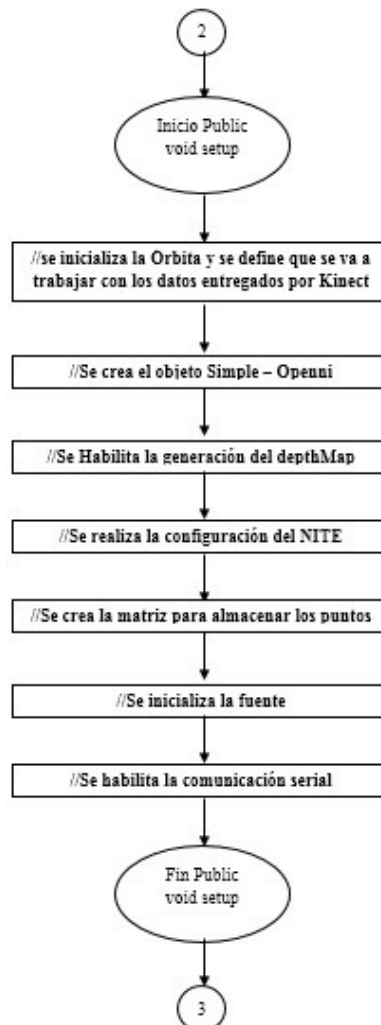 2
Inicio Public
void setup
//se inicializa la Orbita y se define que se va a
trabajar con los datos entregados por Kinect
//Se crea el objeto Simple – Openni
//Se Habilita la generación del depthMap
//Se realiza la configuración del NITE
//Se crea la matriz para almacenar los puntos
//Se inicializa la fuente
//Se habilita la comunicación serial
Fin Public
void setup
3